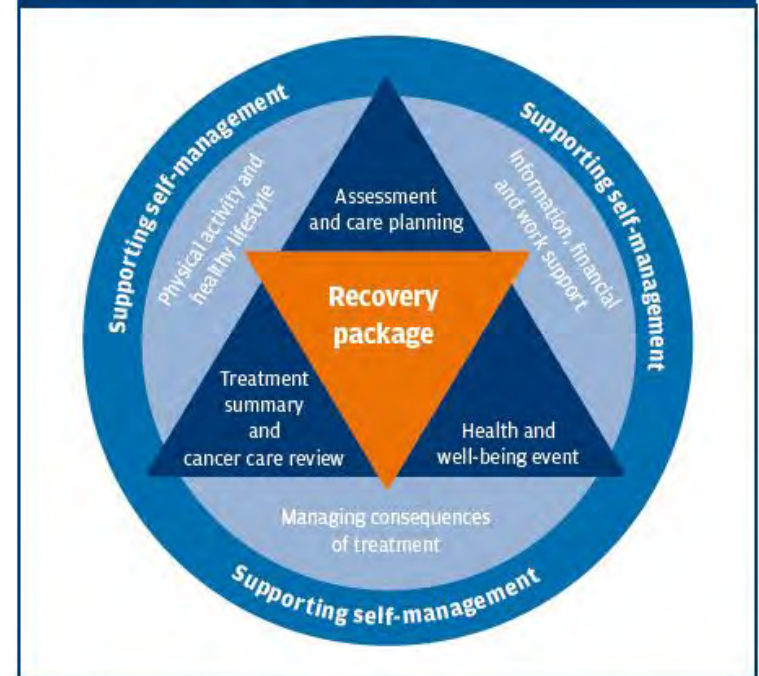 Supporting self-management
Supporting self-management
Physical activity and
healthy lifestyle
Information, financial
and work support
Assessment
and care planning
Recovery
package
Treatment
summary
and
cancer care review
Health and
well-being event
Managing consequences
of treatment
Supporting self-management